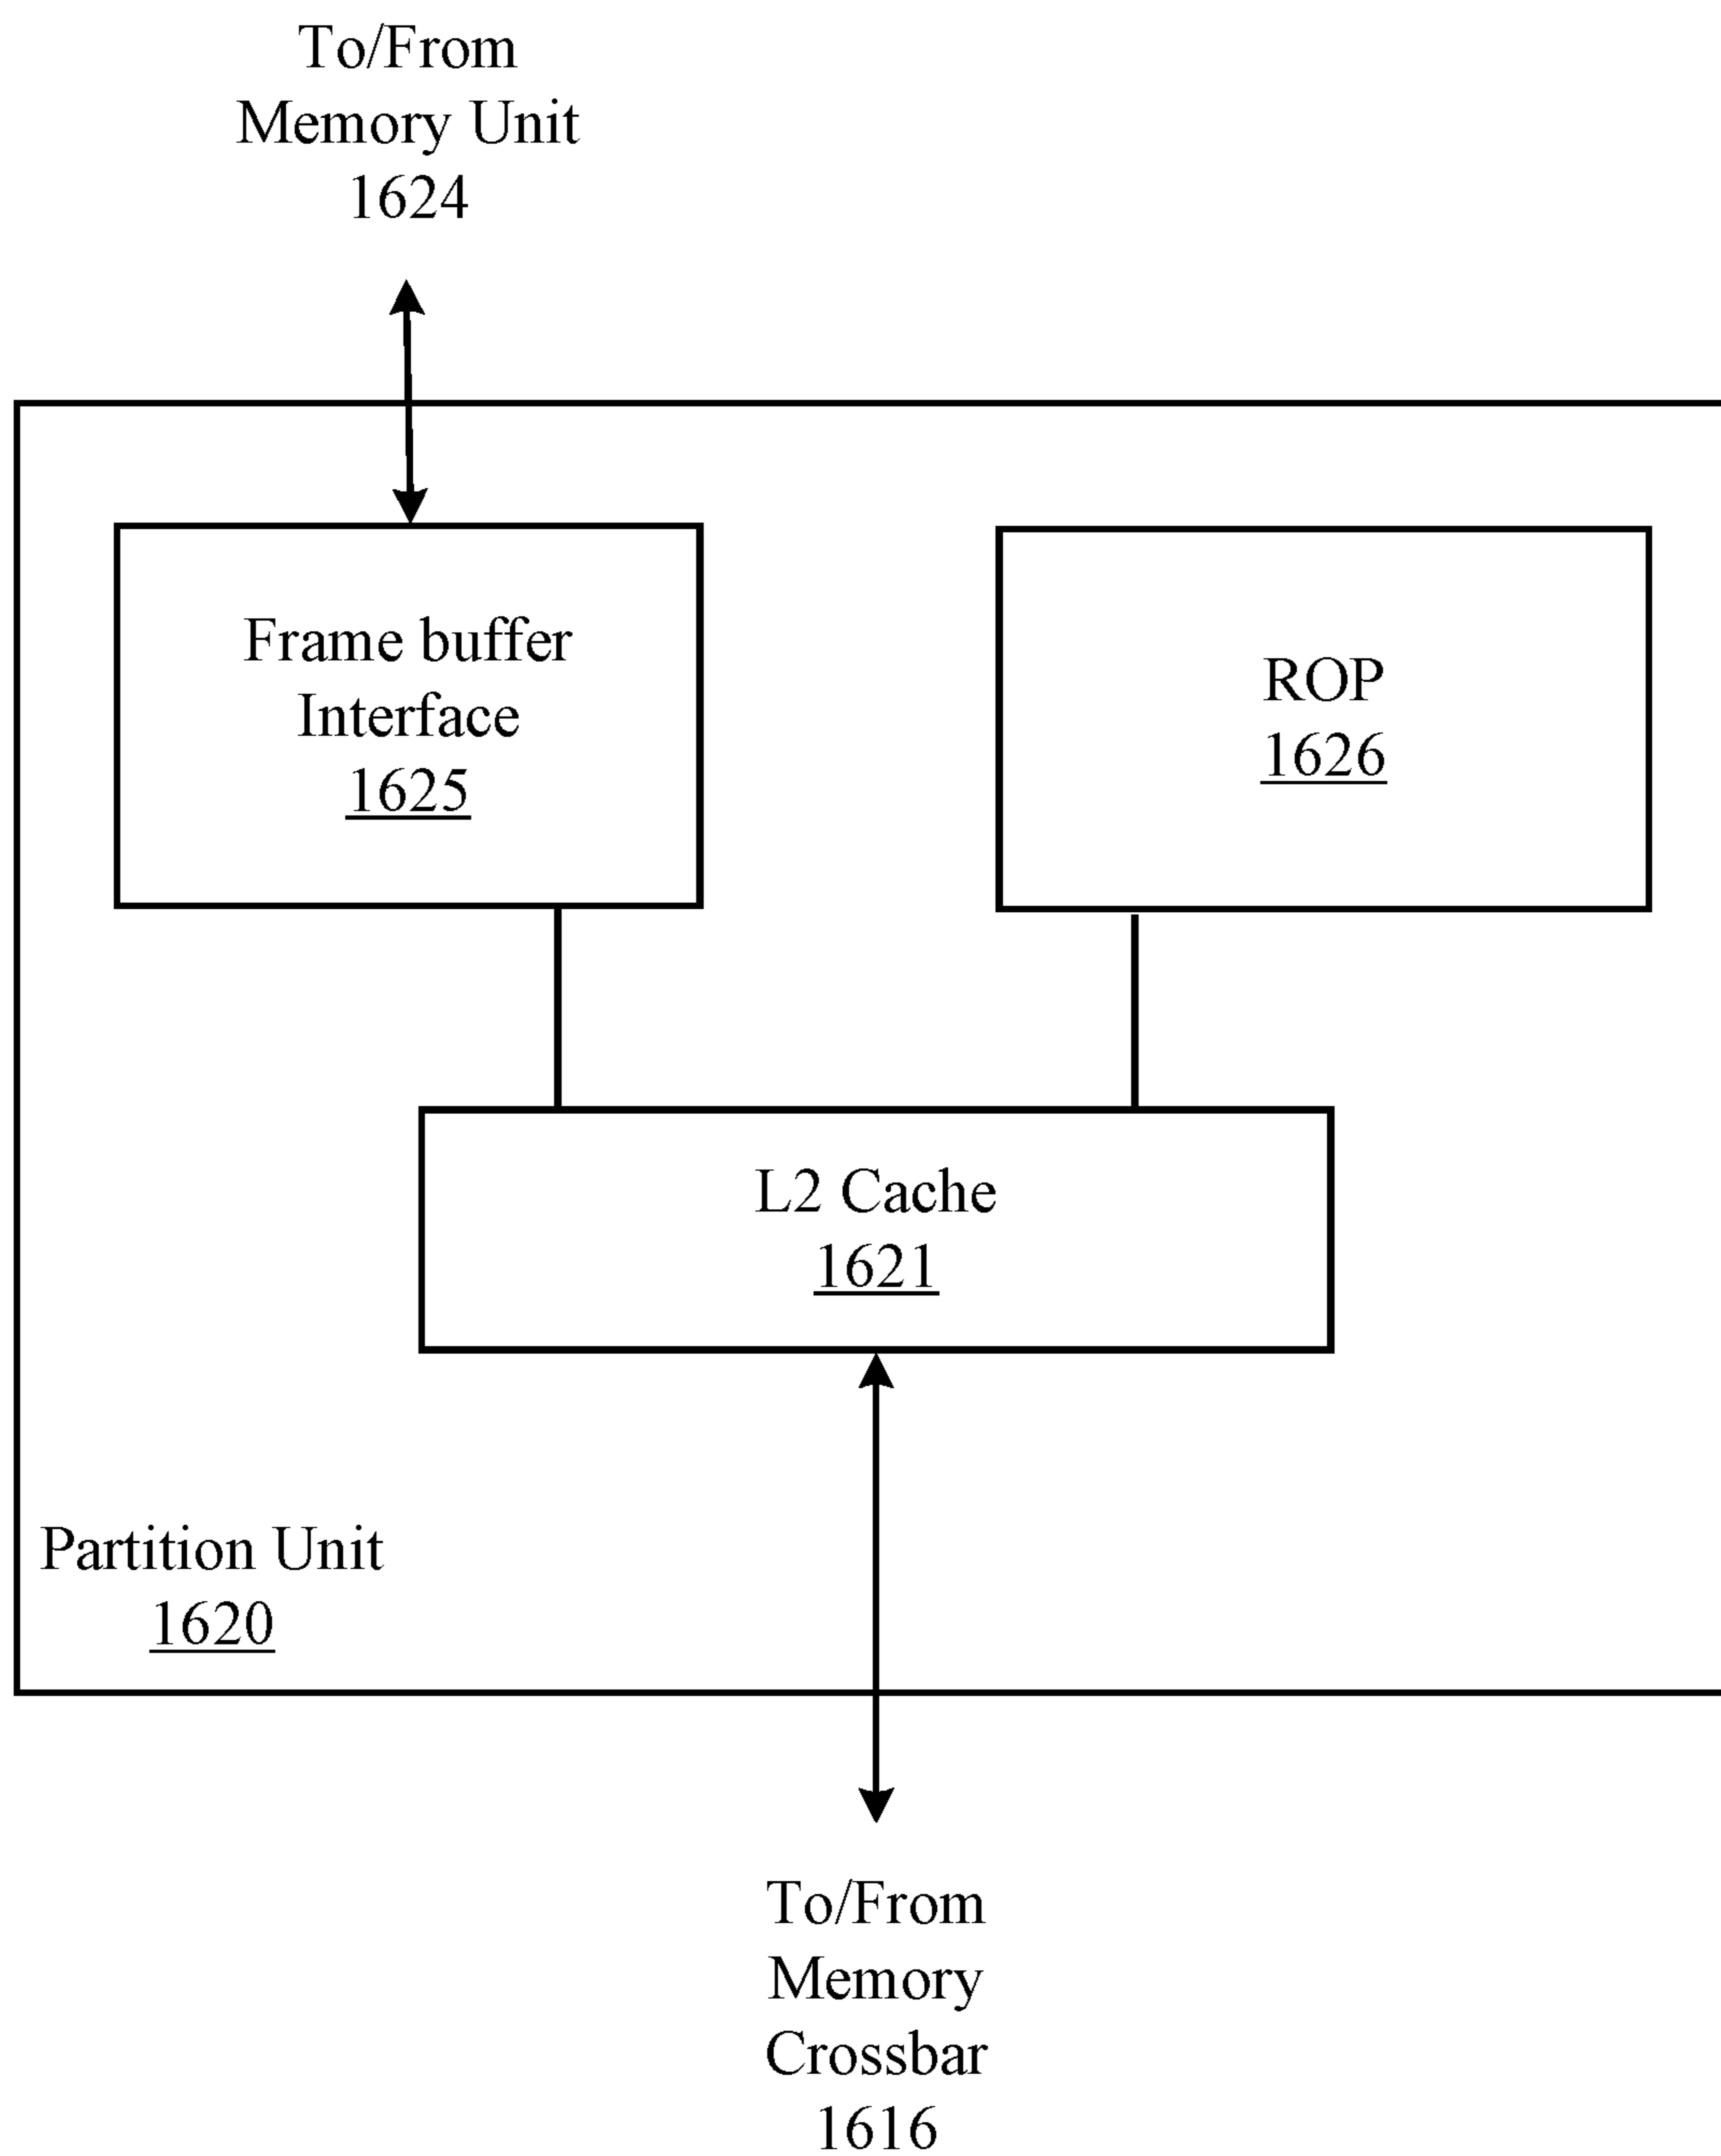 To/From
Memory Unit
1624
Frame buffer
Interface
1625
ROP
1626
L2 Cache
1621
Partition Unit
1620
To/From
Memory
Crossbar
1616